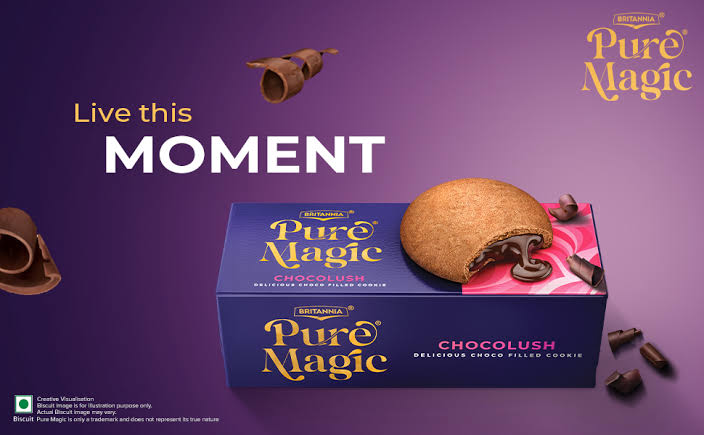 BRITANNIA®
Pure®
Magic
Live this
MOMENT
BRITANNIA
Pure®
Magic
CHOCOLUSH
DELICIOUS CHOCO FILLED COOKIE
BRITANNIA®
Pure®
Magic
CHOCOLUSH
DELICIOUS CHOCO FILLED COOKIE
Creative Visualisation
Biscuit Image is for illustration purpose only.
Actual Biscuit Image may vary.
Biscuit Pure Magic is only a trademark and does not represent its true nature